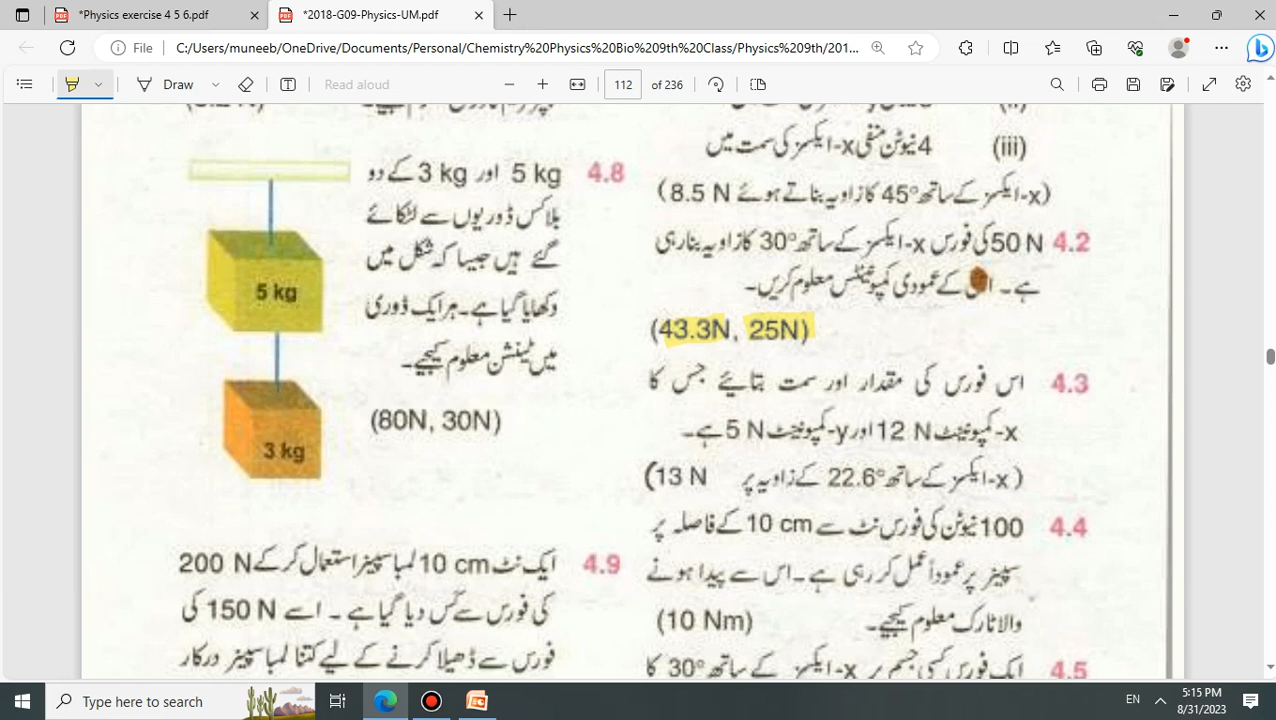 *Physics exercise 4 5 6.pdf
*2018-G09-Physics-UM.pdf
File
C:/Users/muneeb/OneDrive/Documents/Personal/Chemistry%20Physics%20Bio%209th%20Class/Physics%209th/201...
Draw
Read aloud
112 of 236
(iii) 4 نیوٹن منفی x-ایکسز کی سمت میں
(x-ایکسز کے ساتھ 45° کا زاویہ بناتے ہوئے 8.5 N)
4.2 50 N کی فورس x-ایکسز کے ساتھ 30° کا زاویہ بنا رہی
ہے۔ کے عمودی کمپونینٹس معلوم کریں۔
(43.3N, 25N)
4.3 اس فورس کی مقدار اور سمت بتائیے جس کا
x-کمپونینٹ 12 N اور y-کمپونینٹ 5 N ہے۔
(x-ایکسز کے ساتھ 22.6° کے زاویہ پر 13 N)
4.4 100 نیوٹن کی فورس نٹ سے 10 cm کے فاصلہ پر
سپینر پر عموداً عمل کر رہی ہے۔ اس سے پیدا ہونے
والا ٹارک معلوم کیجیے۔ (10 Nm)
4.5 ایک فورس کسی جسم پر x-ایکسز کے ساتھ 30° کا
4.8 5 kg اور 3 kg کے دو
بلاکس ڈوریوں سے لٹکائے
گئے ہیں جیسا کہ شکل میں
دکھایا گیا ہے۔ ہر ایک ڈوری
میں ٹینشن معلوم کیجیے۔
(80N, 30N)
5 kg
3 kg
4.9 ایک نٹ 10 cm لمبا سپینر استعمال کر کے 200 N
کی فورس سے کَس دیا گیا ہے۔ اسے 150 N کی
فورس سے ڈھیلا کرنے کے لیے کتنا لمبا سپینر درکار
Type here to search
EN
5:15 PM
8/31/2023